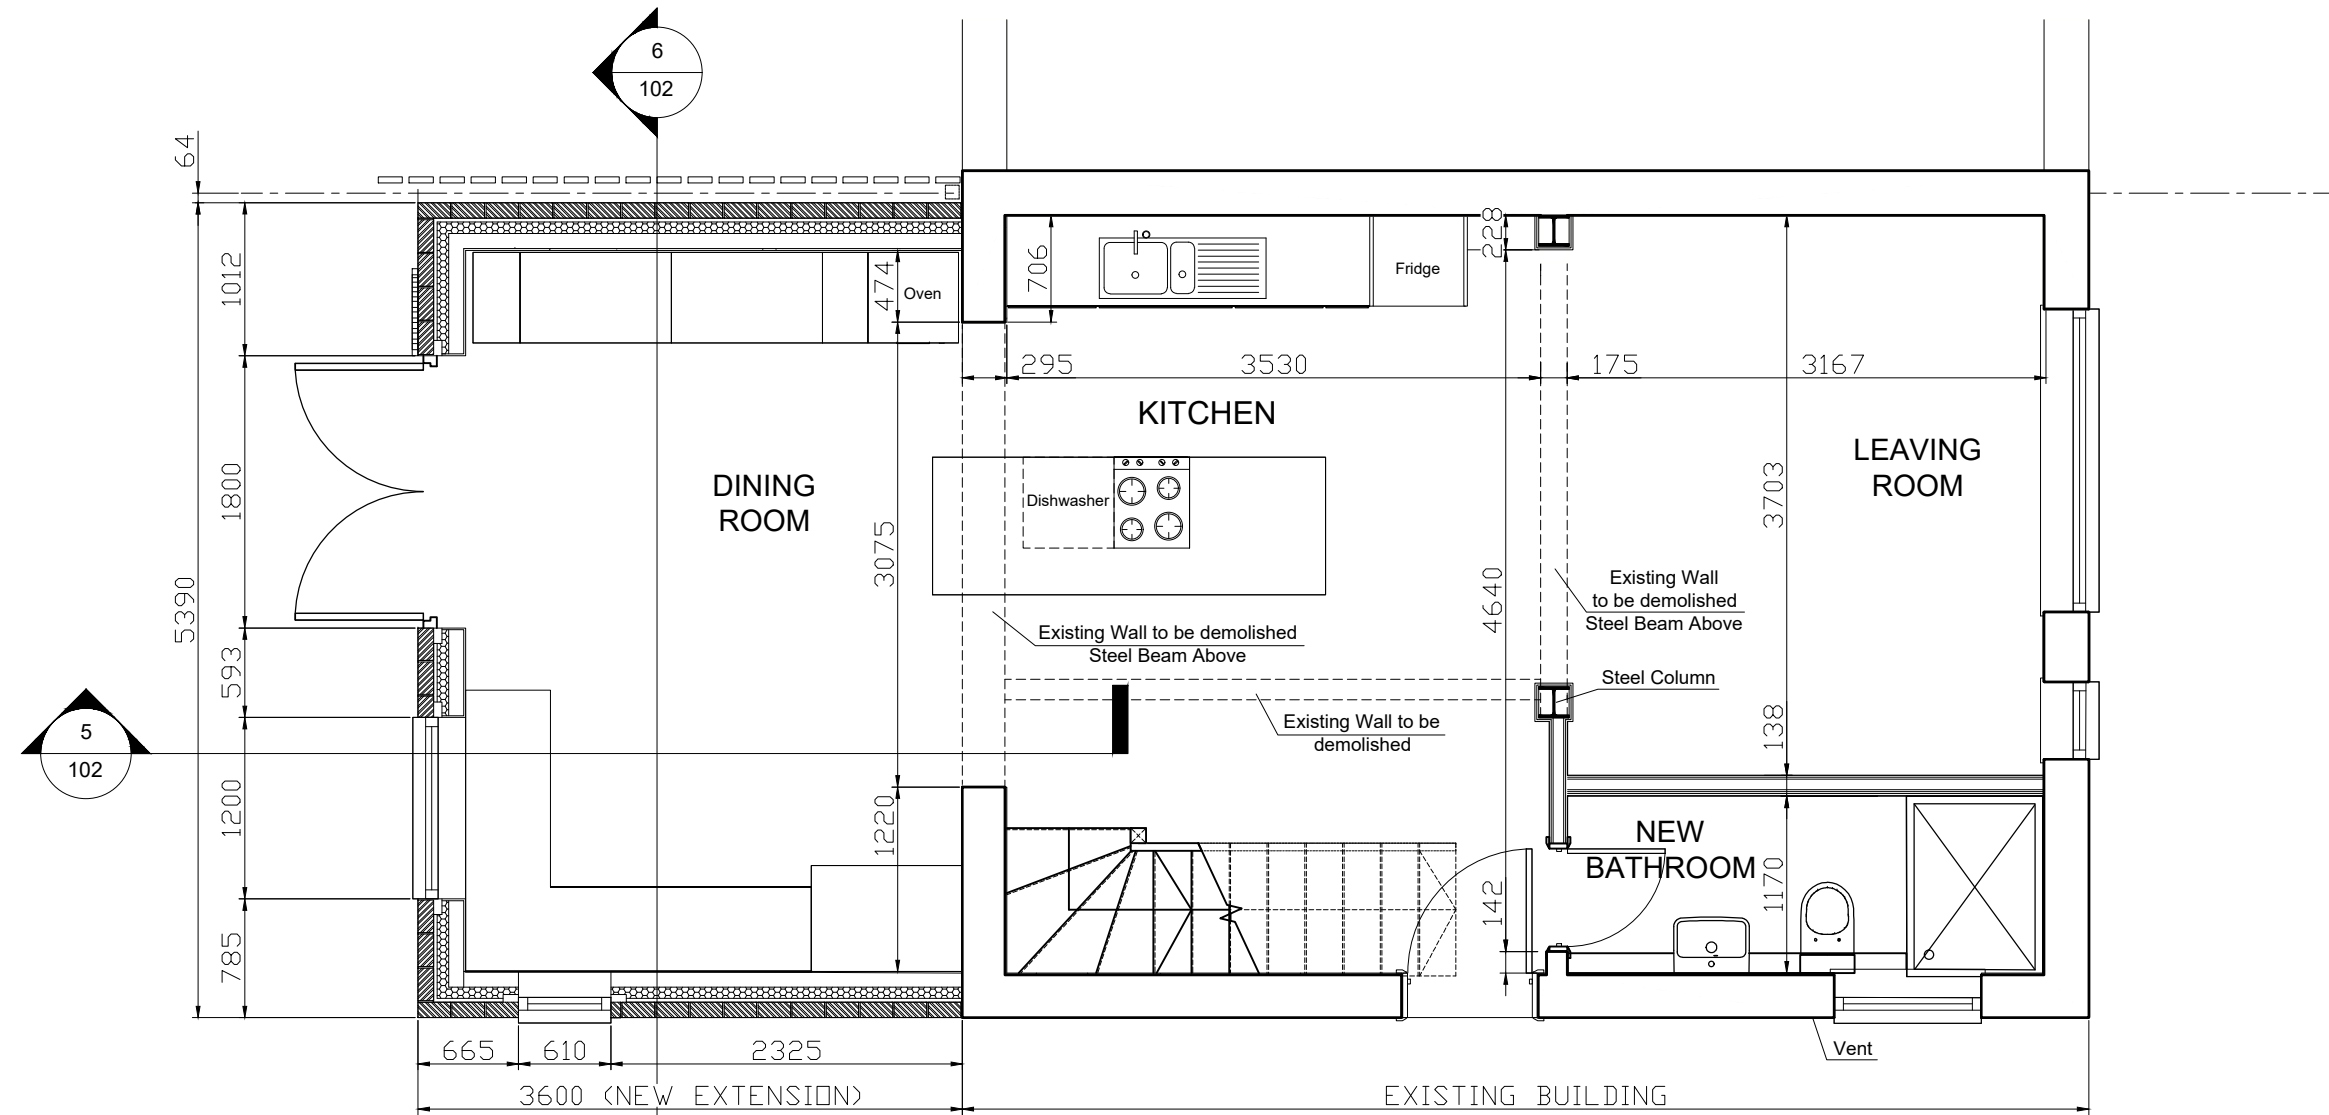 6
102
64
5390
1012
1800
593
1200
785
474
Oven
706
Fridge
228
295
3530
175
3167
KITCHEN
DINING
ROOM
LEAVING
ROOM
Dishwasher
3075
4640
3703
Existing Wall
to be demolished
Steel Beam Above
Existing Wall to be demolished
Steel Beam Above
Steel Column
Existing Wall to be
demolished
5
102
138
1220
NEW
BATHROOM
142
1170
665
610
2325
Vent
3600 (NEW EXTENSION)
EXISTING BUILDING